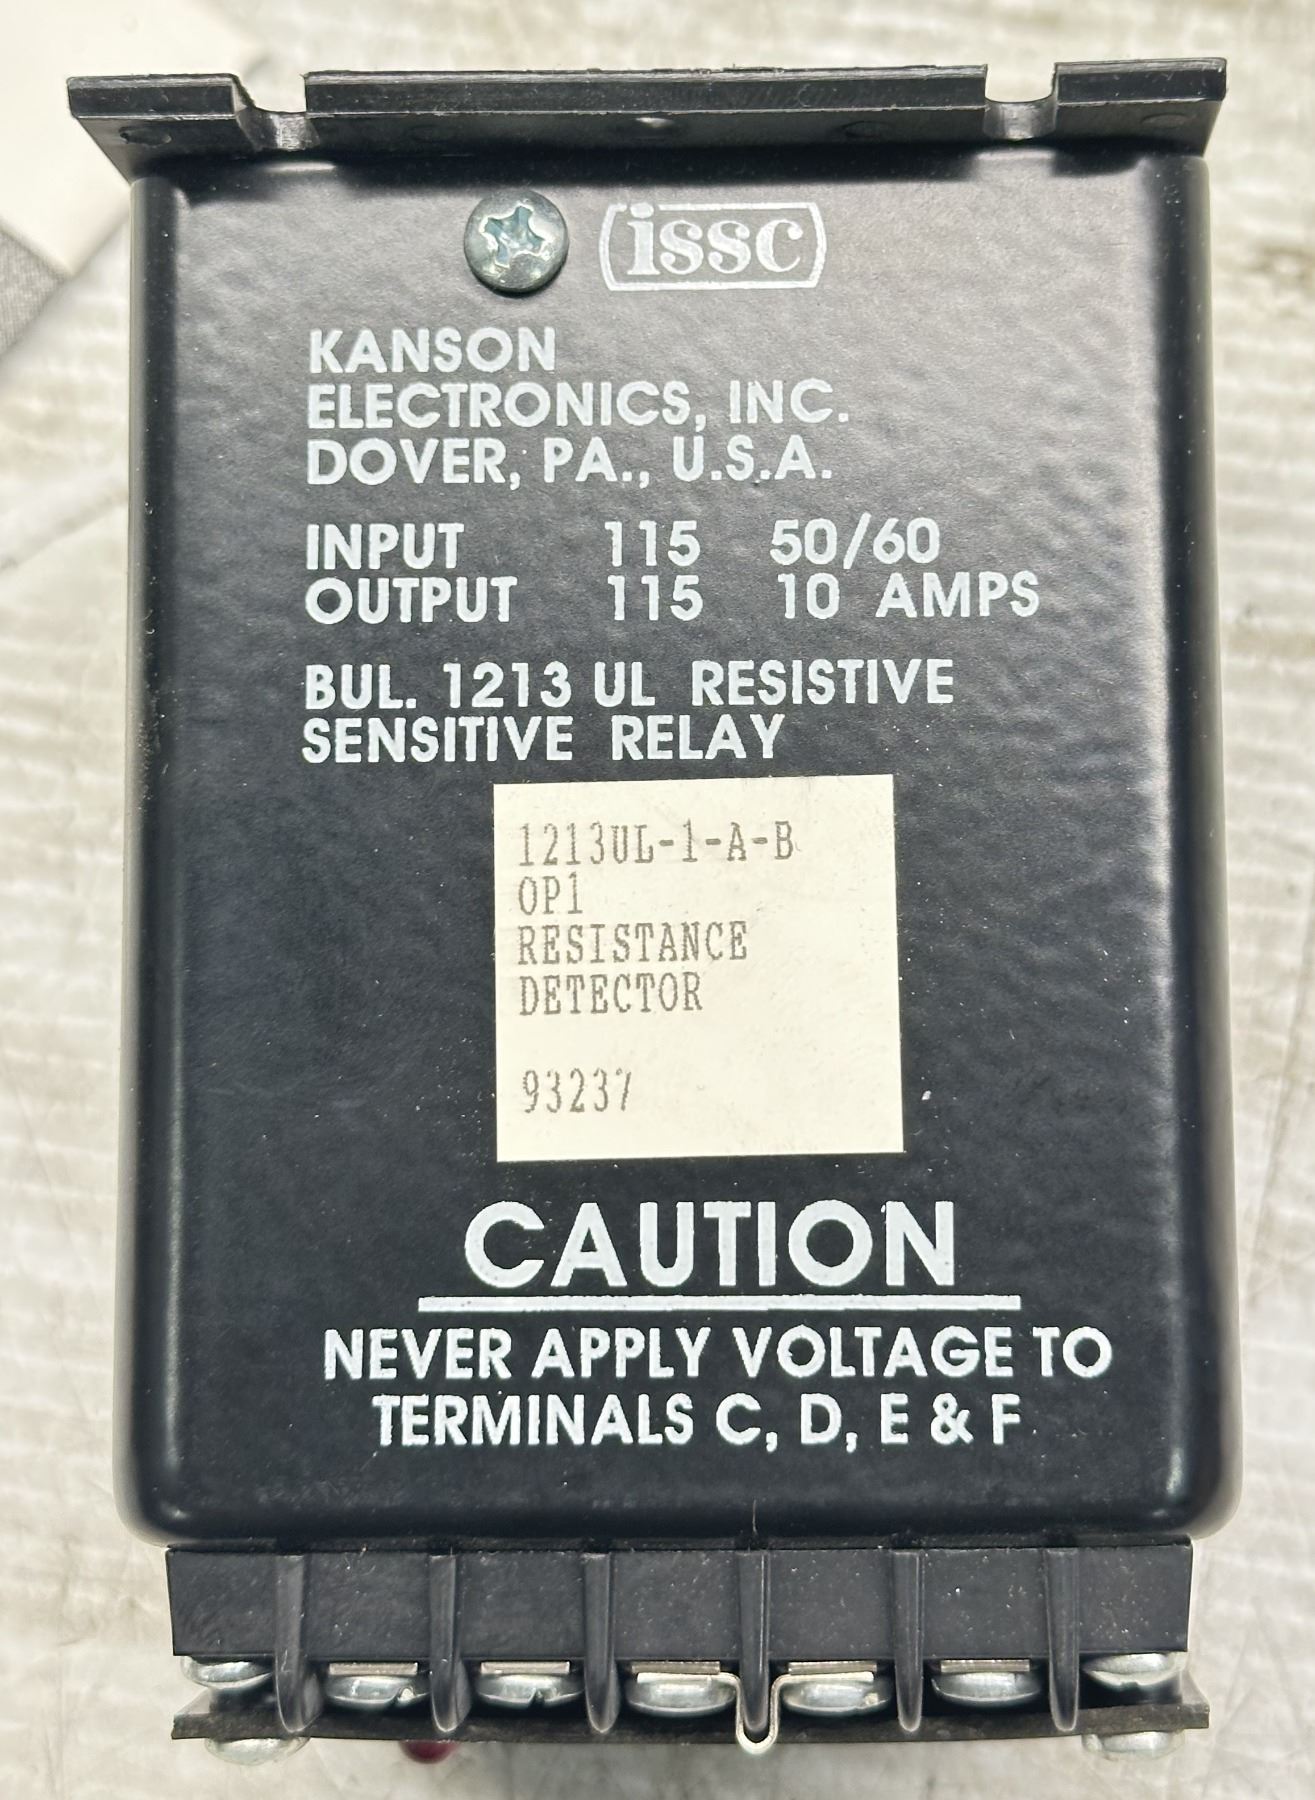 issc
KANSON
ELECTRONICS, INC.
DOVER, PA., U.S.A.
INPUT 115 50/60
OUTPUT 115 10 AMPS
BUL. 1213 UL RESISTIVE
SENSITIVE RELAY
1213UL-1-A-B
OP1
RESISTANCE
DETECTOR
93237
CAUTION
NEVER APPLY VOLTAGE TO
TERMINALS C, D, E & F